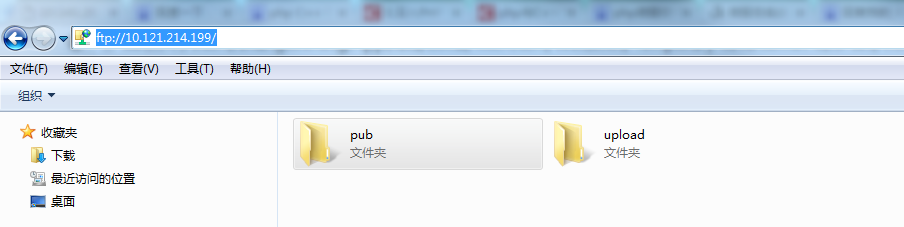 ftp://10.121.214.199/
文件(F) 编辑(E) 查看(V) 工具(T) 帮助(H)
组织
收藏夹
下载
最近访问的位置
桌面
pub
文件夹
upload
文件夹